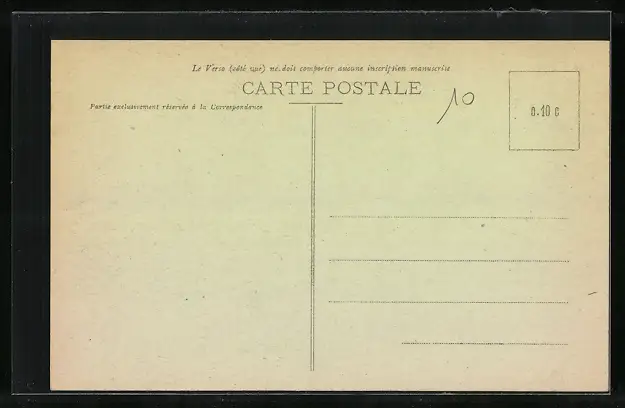 Le Verso (côté vue) ne doit comporter aucune inscription manuscrite
CARTE POSTALE
Partie exclusivement réservée à la Correspondance
10
0.10 c